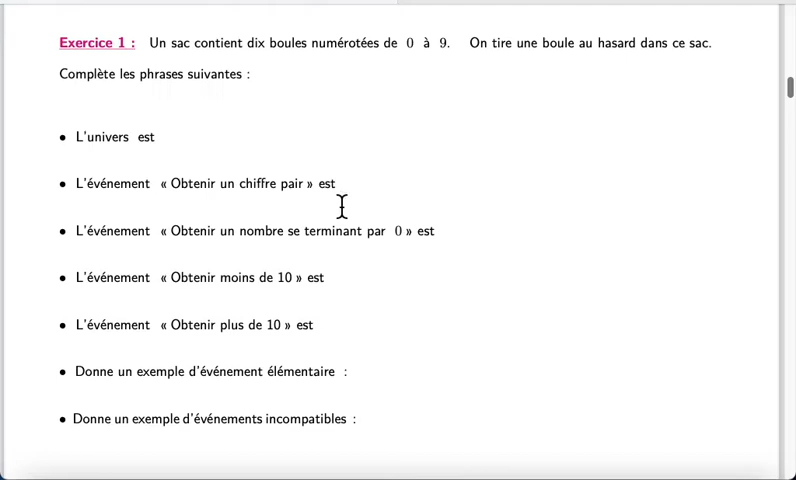 Exercice 1 : Un sac contient dix boules numérotées de 0 à 9. On tire une boule au hasard dans ce sac.
Complète les phrases suivantes :
• L'univers est
• L'événement « Obtenir un chiffre pair » est
• L'événement « Obtenir un nombre se terminant par 0 » est
• L'événement « Obtenir moins de 10 » est
• L'événement « Obtenir plus de 10 » est
• Donne un exemple d'événement élémentaire :
• Donne un exemple d'événements incompatibles :